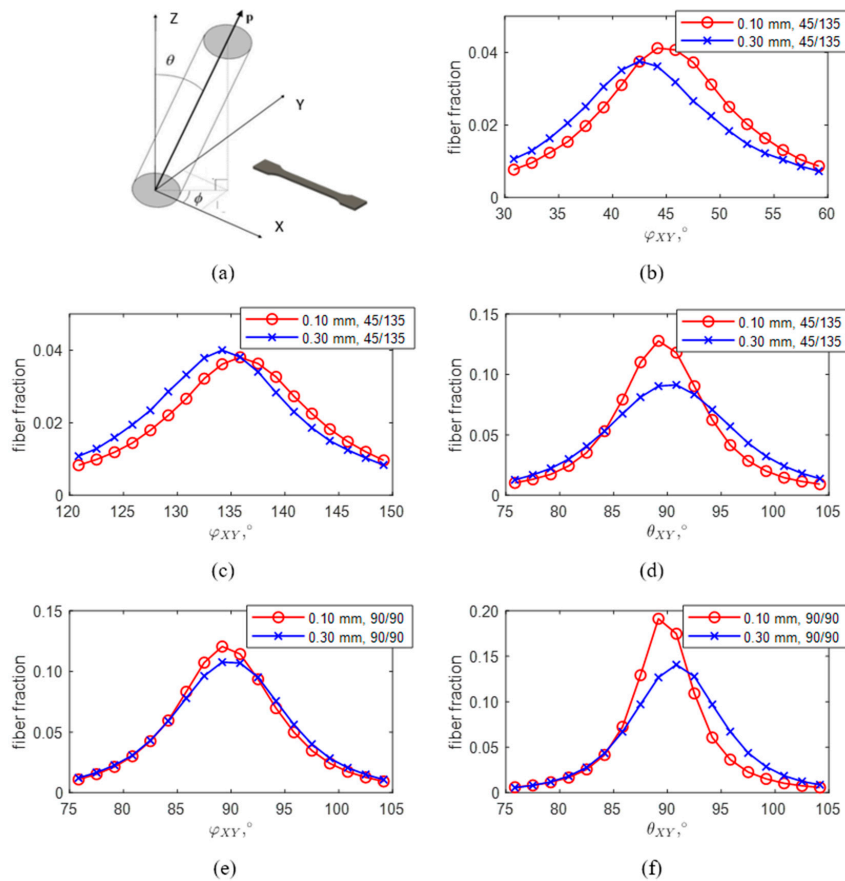 Z
p
θ
Y
ϕ
X
(a)
0.10 mm, 45/135
0.30 mm, 45/135
fiber fraction
0.04
0.02
0
30 35 40 45 50 55 60
φXY,°
(b)
0.10 mm, 45/135
0.30 mm, 45/135
fiber fraction
0.04
0.02
0
120 125 130 135 140 145 150
φXY,°
(c)
0.10 mm, 45/135
0.30 mm, 45/135
fiber fraction
0.15
0.10
0.05
0
75 80 85 90 95 100 105
θXY,°
(d)
0.10 mm, 90/90
0.30 mm, 90/90
fiber fraction
0.15
0.10
0.05
0
75 80 85 90 95 100 105
φXY,°
(e)
0.10 mm, 90/90
0.30 mm, 90/90
fiber fraction
0.20
0.15
0.10
0.05
0
75 80 85 90 95 100 105
θXY,°
(f)